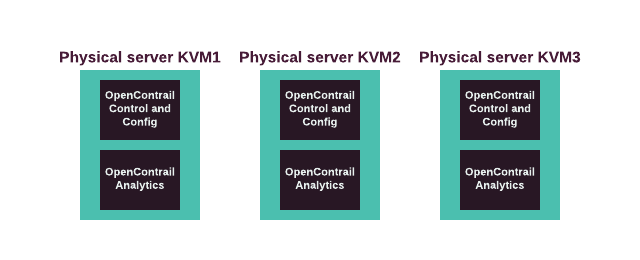 Physical server KVM1
OpenContrail
Control and
Config
OpenContrail
Analytics
Physical server KVM2
OpenContrail
Control and
Config
OpenContrail
Analytics
Physical server KVM3
OpenContrail
Control and
Config
OpenContrail
Analytics